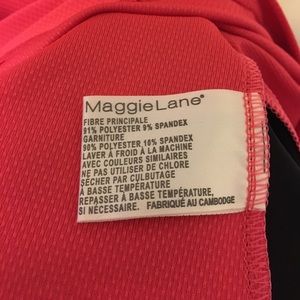 MaggieLane®
FIBRE PRINCIPALE
91% POLYESTER 9% SPANDEX
GARNITURE
90% POLYESTER 10% SPANDEX
LAVER À FROID À LA MACHINE
AVEC COULEURS SIMILAIRES
NE PAS UTILISER DE CHLORE
SÉCHER PAR CULBUTAGE
À BASSE TEMPÉRATURE
REPASSER À BASSE TEMPÉRATURE,
SI NÉCESSAIRE. FABRIQUÉ AU CAMBODGE